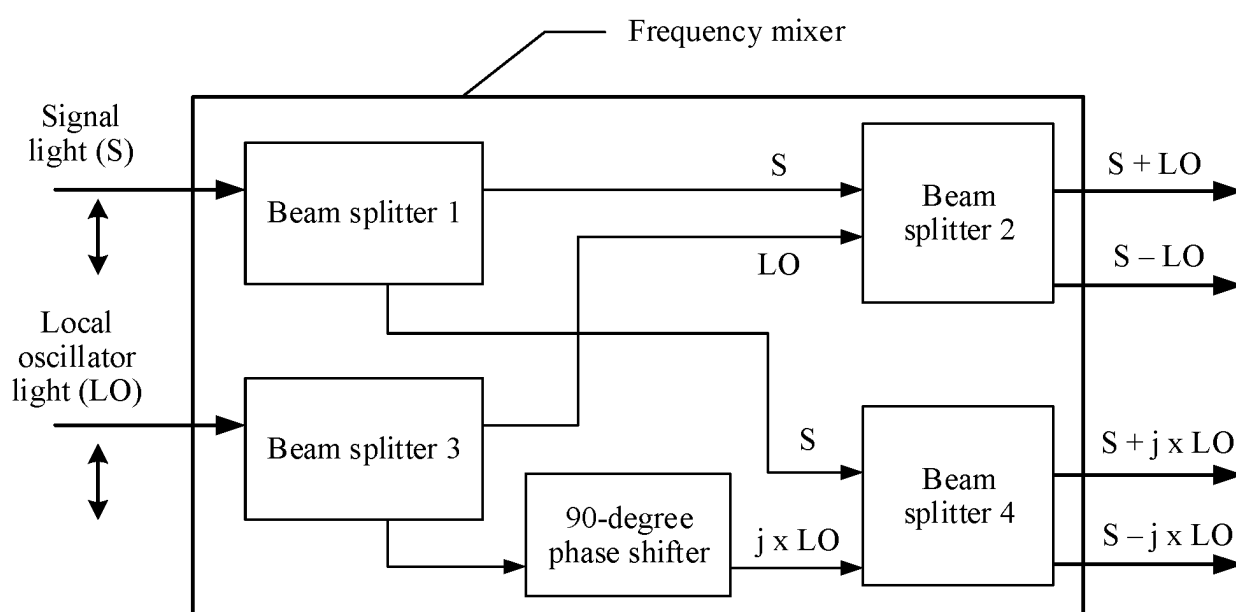 Frequency mixer
Signal
light (S)
Beam splitter 1
S
Beam
splitter 2
S + LO
LO
S – LO
Local
oscillator
light (LO)
Beam splitter 3
S
Beam
splitter 4
S + j x LO
90-degree
phase shifter
j x LO
S – j x LO